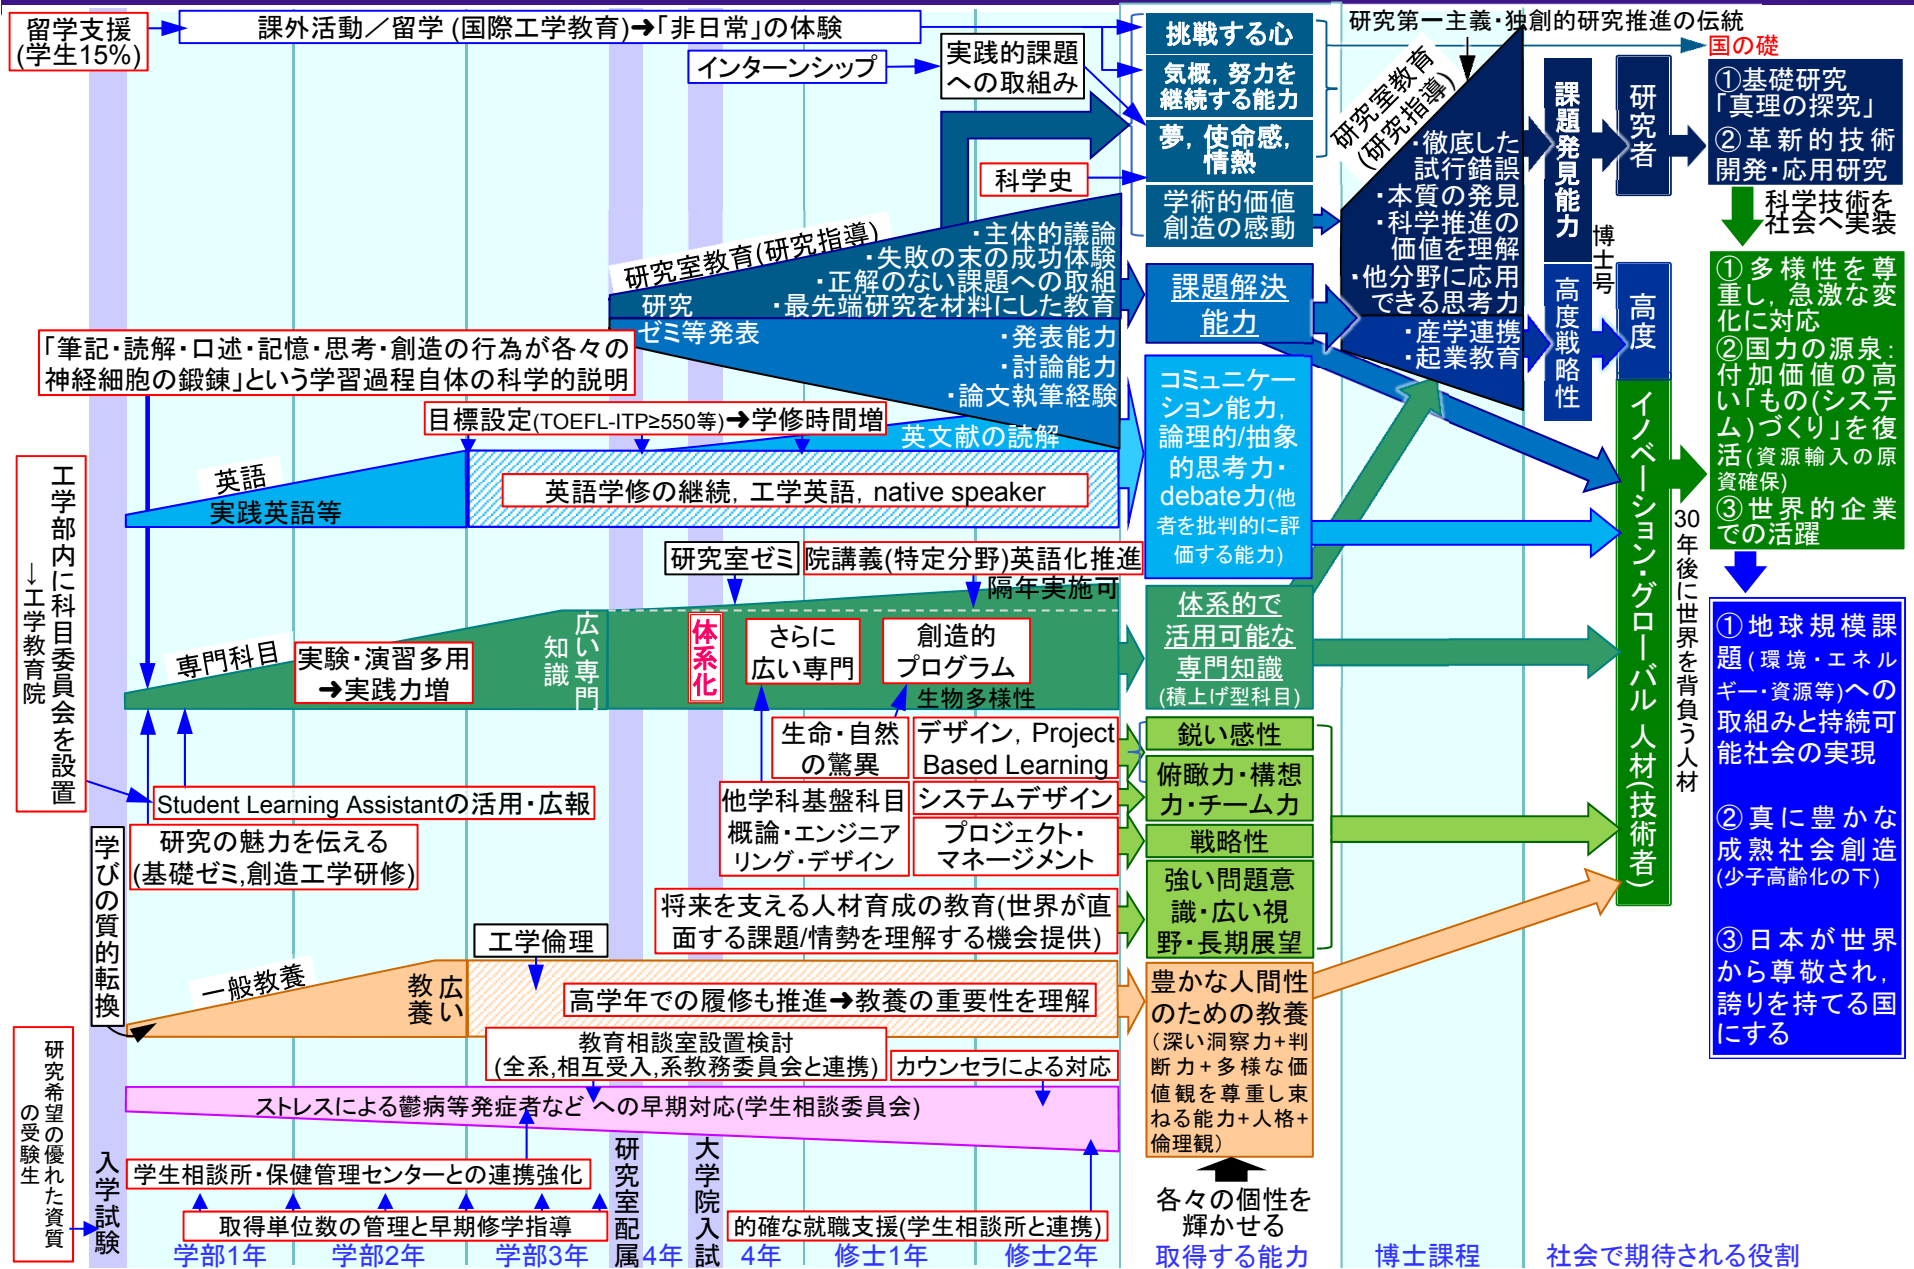 留学支援
(学生15%)
課外活動／留学 (国際工学教育)➔「非日常」の体験
インターンシップ
実践的課題
への取組み
科学史
挑戦する心
気概，努力を
継続する能力
夢，使命感，
情熱
学術的価値
創造の感動
研究第一主義・独創的研究推進の伝統
国の礎
研究室教育
(研究指導)
・徹底した
試行錯誤
・本質の発見
・科学推進の
価値を理解
・他分野に応用
できる思考力
・産学連携
・起業教育
課題発見能力
博士号
高度戦略性
研究者
①基礎研究
「真理の探究」
②革新的技術
開発・応用研究
科学技術を
社会へ実装
研究室教育(研究指導)
・主体的議論
・失敗の末の成功体験
・正解のない課題への取組
・最先端研究を材料にした教育
研究
ゼミ等発表
・発表能力
・討論能力
・論文執筆経験
課題解決
能力
「筆記・読解・口述・記憶・思考・創造の行為が各々の
神経細胞の鍛錬」という学習過程自体の科学的説明
目標設定(TOEFL-ITP≥550等)➔学修時間増
英文献の読解
英語
実践英語等
英語学修の継続，工学英語，native speaker
コミュニケー
ション能力，
論理的/抽象
的思考力・
debate力(他
者を批判的に評
価する能力)
高度
イノベーション・グローバル人材(技術者)
30年後に世界を背負う人材
①多様性を尊
重し，急激な変
化に対応
②国力の源泉：
付加価値の高
い「もの(システ
ム)づくり」を復
活(資源輸入の原
資確保)
③世界的企業
での活躍
工学部内に科目委員会を設置
→工学教育院
研究室ゼミ
院講義(特定分野)英語化推進
隔年実施可
専門科目
実験・演習多用
➔実践力増
広い専門
知識
体系化
さらに
広い専門
創造的
プログラム
生物多様性
体系的で
活用可能な
専門知識
(積上げ型科目)
生命・自然
の驚異
デザイン，Project
Based Learning
他学科基盤科目
概論・エンジニア
リング・デザイン
システムデザイン
プロジェクト・
マネージメント
鋭い感性
俯瞰力・構想
力・チーム力
戦略性
強い問題意
識・広い視
野・長期展望
①地球規模課
題(環境・エネル
ギー・資源等)への
取組みと持続可
能社会の実現
②真に豊かな
成熟社会創造
(少子高齢化の下)
③日本が世界
から尊敬され，
誇りを持てる国
にする
Student Learning Assistantの活用・広報
研究の魅力を伝える
(基礎ゼミ,創造工学研修)
学びの質的転換
将来を支える人材育成の教育(世界が直
面する課題/情勢を理解する機会提供)
工学倫理
一般教養
広い
教養
高学年での履修も推進➔教養の重要性を理解
豊かな人間性
のための教養
(深い洞察力+判
断力+多様な価
値観を尊重し束
ねる能力+人格+
倫理観)
教育相談室設置検討
(全系,相互受入,系教務委員会と連携)
カウンセラによる対応
ストレスによる鬱病等発症者など への早期対応(学生相談委員会)
研究希望の優れた資質
の受験生
入学試験
学生相談所・保健管理センターとの連携強化
取得単位数の管理と早期修学指導
研究室配属
大学院入試
的確な就職支援(学生相談所と連携)
各々の個性を
輝かせる
学部1年
学部2年
学部3年
4年
4年
修士1年
修士2年
取得する能力
博士課程
社会で期待される役割